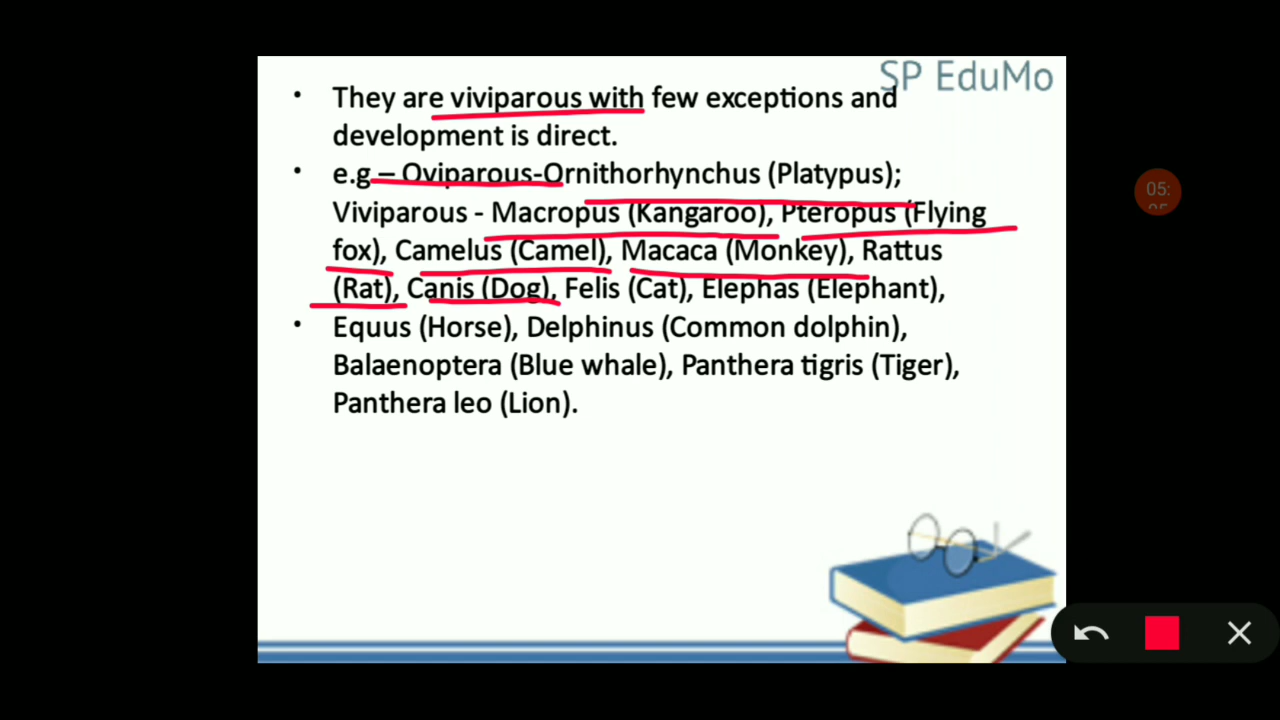 SP EduMo
• They are viviparous with few exceptions and
development is direct.
• e.g – Oviparous-Ornithorhynchus (Platypus);
Viviparous - Macropus (Kangaroo), Pteropus (Flying
fox), Camelus (Camel), Macaca (Monkey), Rattus
(Rat), Canis (Dog), Felis (Cat), Elephas (Elephant),
• Equus (Horse), Delphinus (Common dolphin),
Balaenoptera (Blue whale), Panthera tigris (Tiger),
Panthera leo (Lion).
05: